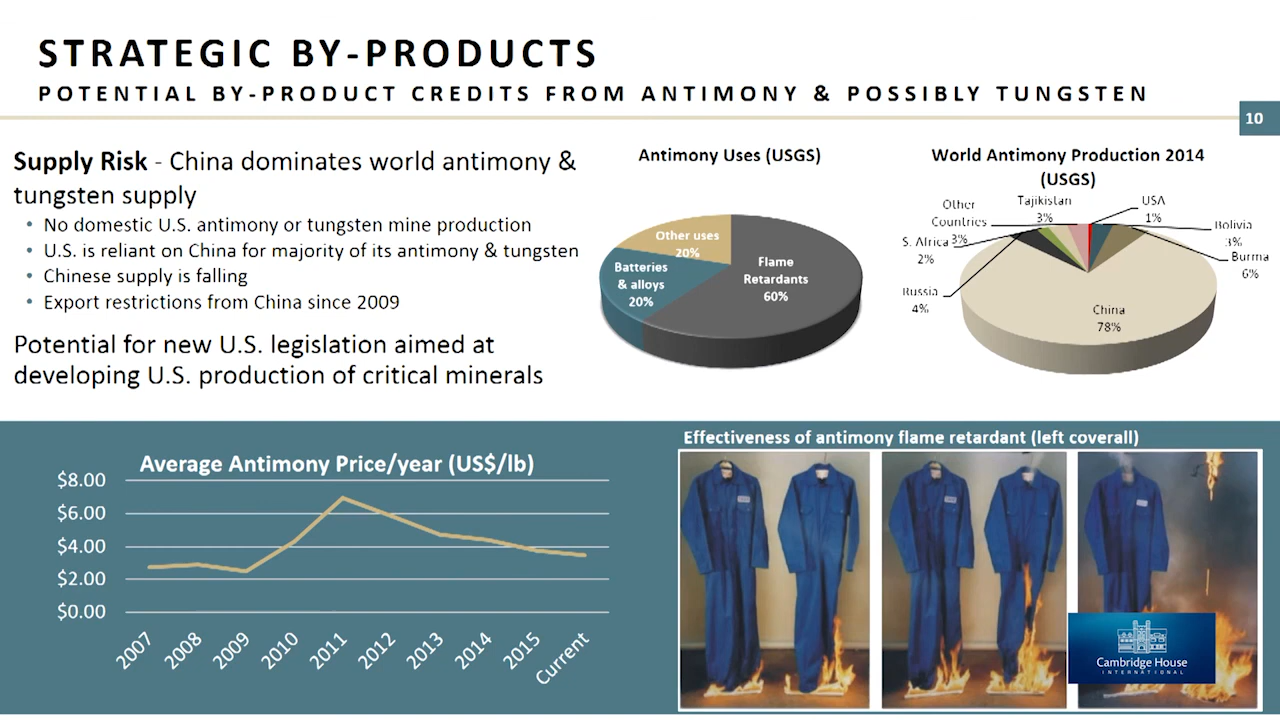 STRATEGIC BY-PRODUCTS
POTENTIAL BY-PRODUCT CREDITS FROM ANTIMONY & POSSIBLY TUNGSTEN
10
Supply Risk - China dominates world antimony &
tungsten supply
• No domestic U.S. antimony or tungsten mine production
• U.S. is reliant on China for majority of its antimony & tungsten
• Chinese supply is falling
• Export restrictions from China since 2009
Potential for new U.S. legislation aimed at
developing U.S. production of critical minerals
Antimony Uses (USGS)
Other uses
20%
Batteries
& alloys
20%
Flame
Retardants
60%
World Antimony Production 2014
(USGS)
Other
Countries
3%
Tajikistan
3%
USA
1%
Bolivia
3%
Burma
6%
S. Africa
2%
Russia
4%
China
78%
Average Antimony Price/year (US$/lb)
$8.00
$6.00
$4.00
$2.00
$0.00
2007
2008
2009
2010
2011
2012
2013
2014
2015
Current
Effectiveness of antimony flame retardant (left coverall)
Cambridge House
INTERNATIONAL